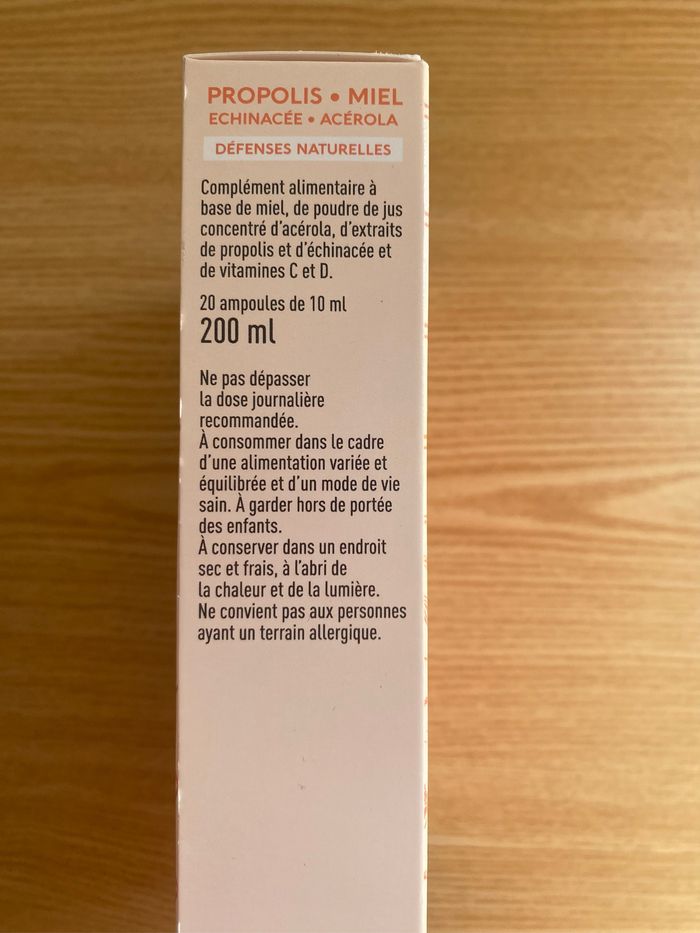 PROPOLIS • MIEL
ECHINACÉE • ACÉROLA
DÉFENSES NATURELLES
Complément alimentaire à
base de miel, de poudre de jus
concentré d'acérola, d'extraits
de propolis et d'échinacée et
de vitamines C et D.
20 ampoules de 10 ml
200 ml
Ne pas dépasser
la dose journalière
recommandée.
À consommer dans le cadre
d'une alimentation variée et
équilibrée et d'un mode de vie
sain. À garder hors de portée
des enfants.
À conserver dans un endroit
sec et frais, à l'abri de
la chaleur et de la lumière.
Ne convient pas aux personnes
ayant un terrain allergique.